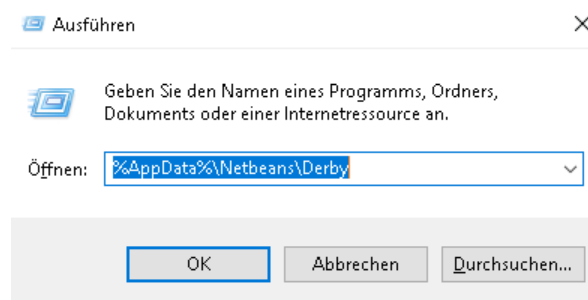 Ausführen
Geben Sie den Namen eines Programms, Ordners,
Dokuments oder einer Internetressource an.
Öffnen: %AppData%\Netbeans\Derby
OK Abbrechen Durchsuchen...